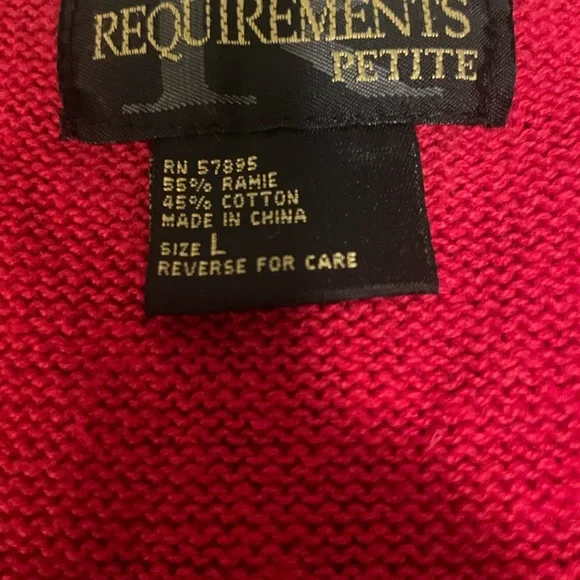 REQUIREMENTS
PETITE
RN 57895
55% RAMIE
45% COTTON
MADE IN CHINA
SIZE L
REVERSE FOR CARE